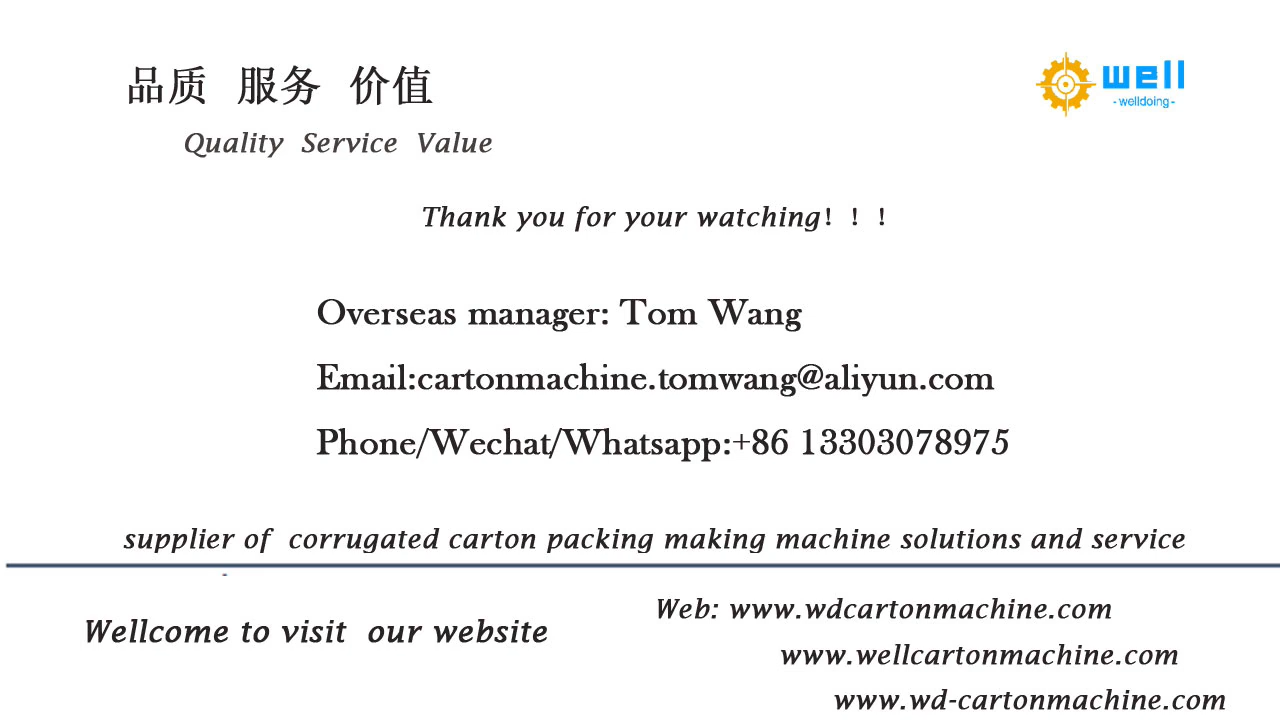 品质 服务 价值
well
-welldoing-
Quality Service Value
Thank you for your watching！！！
Overseas manager: Tom Wang
Email:cartonmachine.tomwang@aliyun.com
Phone/Wechat/Whatsapp:+86 13303078975
supplier of corrugated carton packing making machine solutions and service
Wellcome to visit our website
Web: www.wdcartonmachine.com
www.wellcartonmachine.com
www.wd-cartonmachine.com